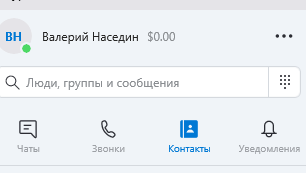 ВН Валерий Наседин $0.00
Люди, группы и сообщения
Чаты Звонки Контакты Уведомления